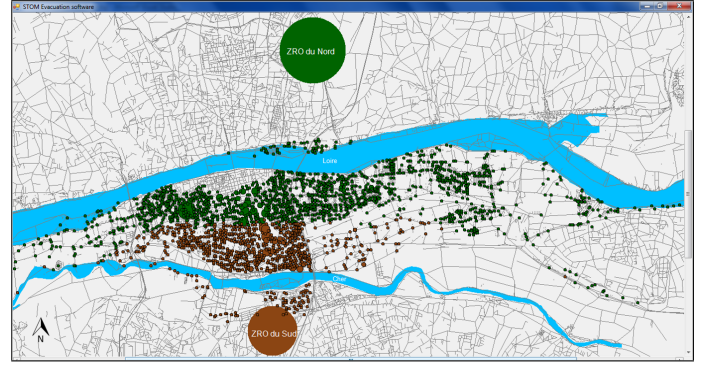 STOM Evacuation software
ZRO du Nord
Loire
Cher
ZRO du Sud
N